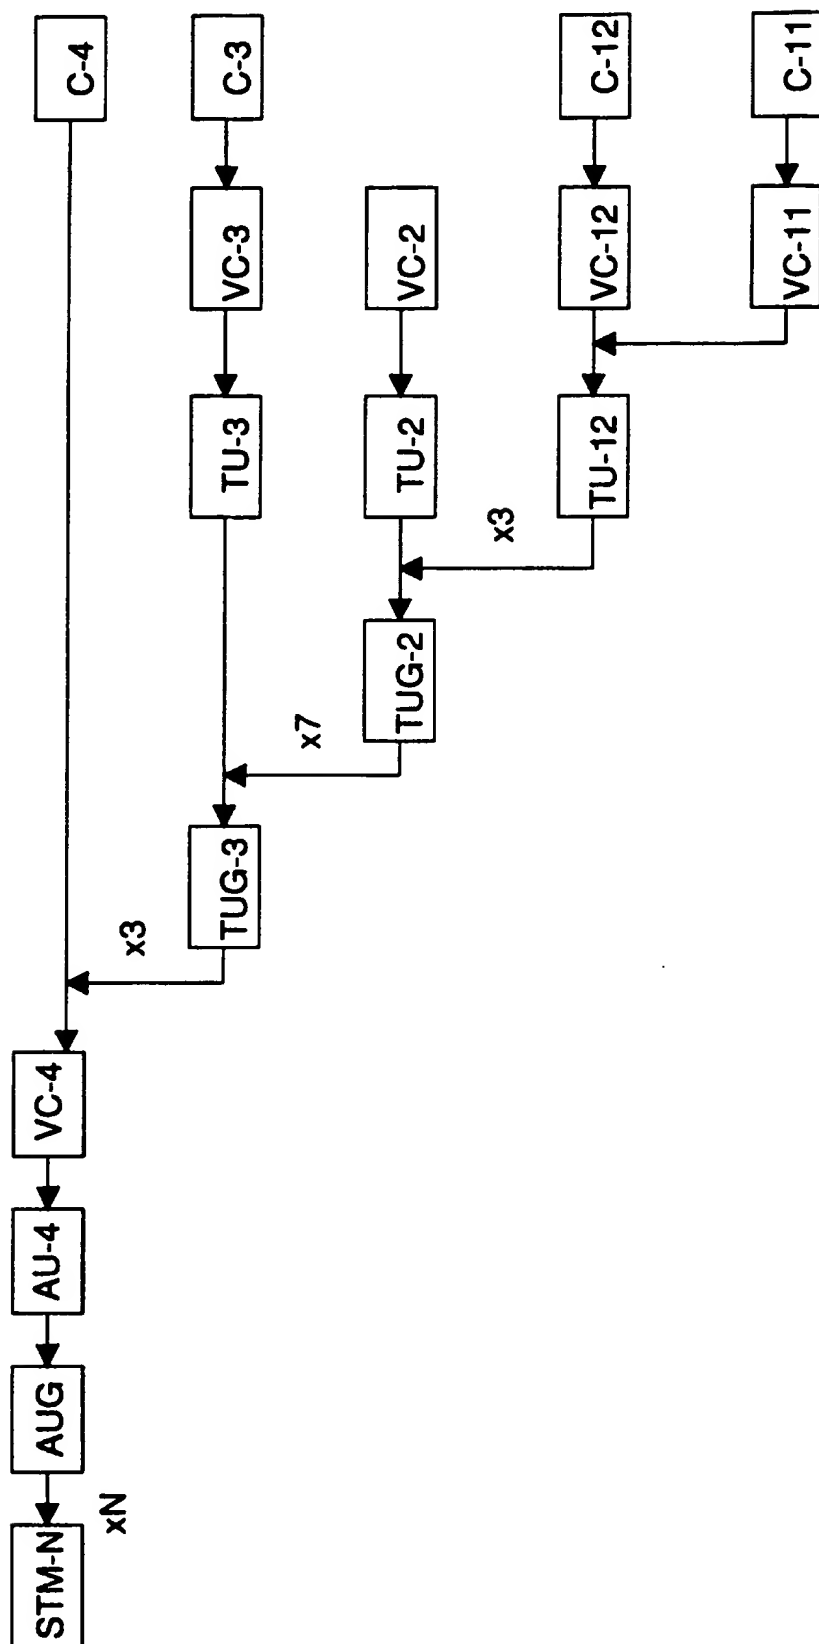 C-4
C-3
C-12
C-11
VC-3
VC-2
VC-12
VC-11
TU-3
TU-2
TU-12
x3
TUG-2
x7
TUG-3
x3
VC-4
AU-4
AUG
xN
STM-N